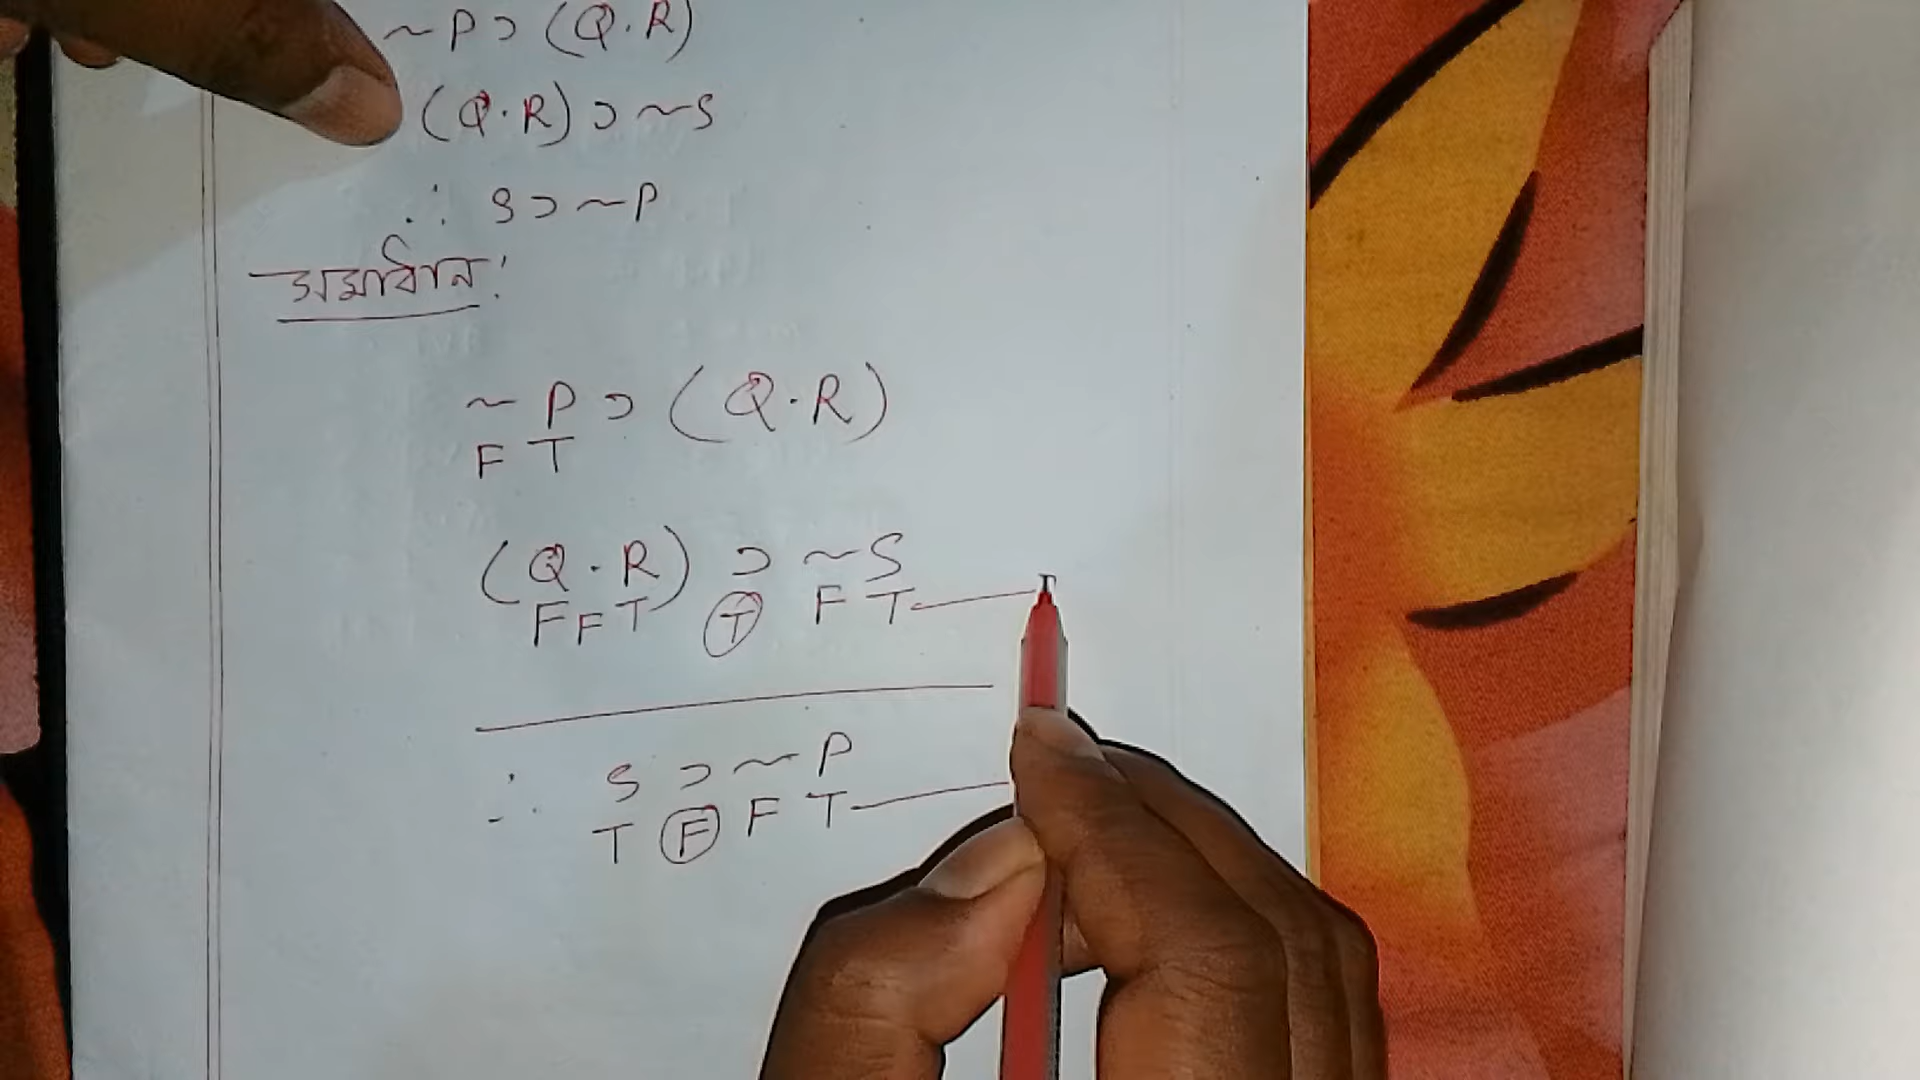 ~P ⊃ (Q · R)
(Q · R) ⊃ ~S
∴ S ⊃ ~P
সমাধান:
~ P ⊃ (Q · R)
F T
(Q · R) ⊃ ~ S
F F T T F T
∴ S ⊃ ~ P
T F F T